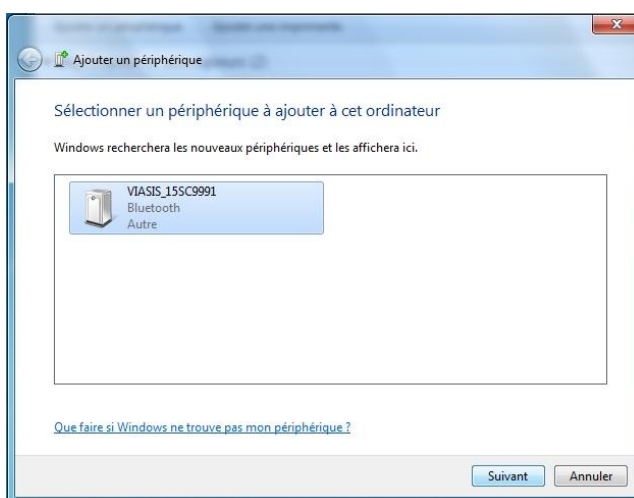 Ajouter un périphérique
Sélectionner un périphérique à ajouter à cet ordinateur
Windows recherchera les nouveaux périphériques et les affichera ici.
VIASIS_15SC9991
Bluetooth
Autre
Que faire si Windows ne trouve pas mon périphérique ?
Suivant Annuler